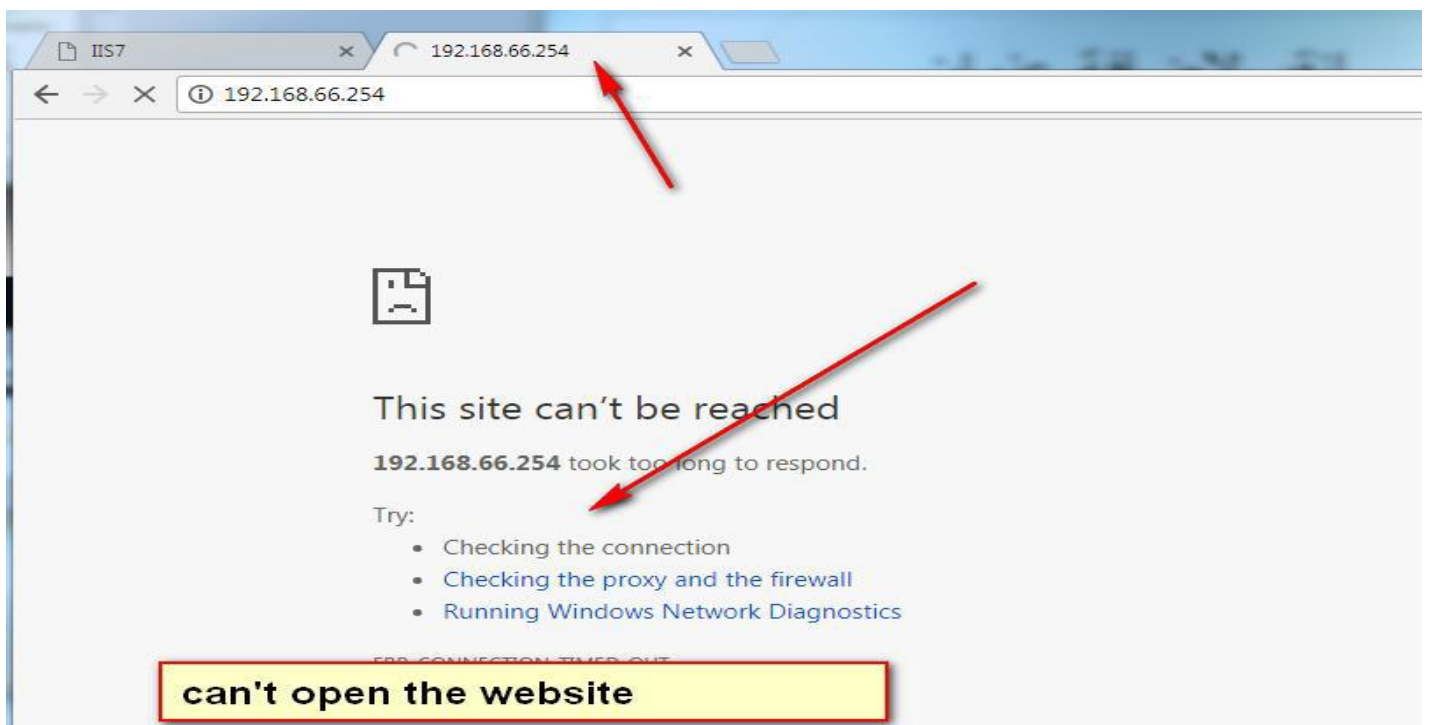 IIS7
192.168.66.254
192.168.66.254
This site can't be reached
192.168.66.254 took too long to respond.
Try:
• Checking the connection
• Checking the proxy and the firewall
• Running Windows Network Diagnostics
ERR_CONNECTION_TIMED_OUT
can't open the website